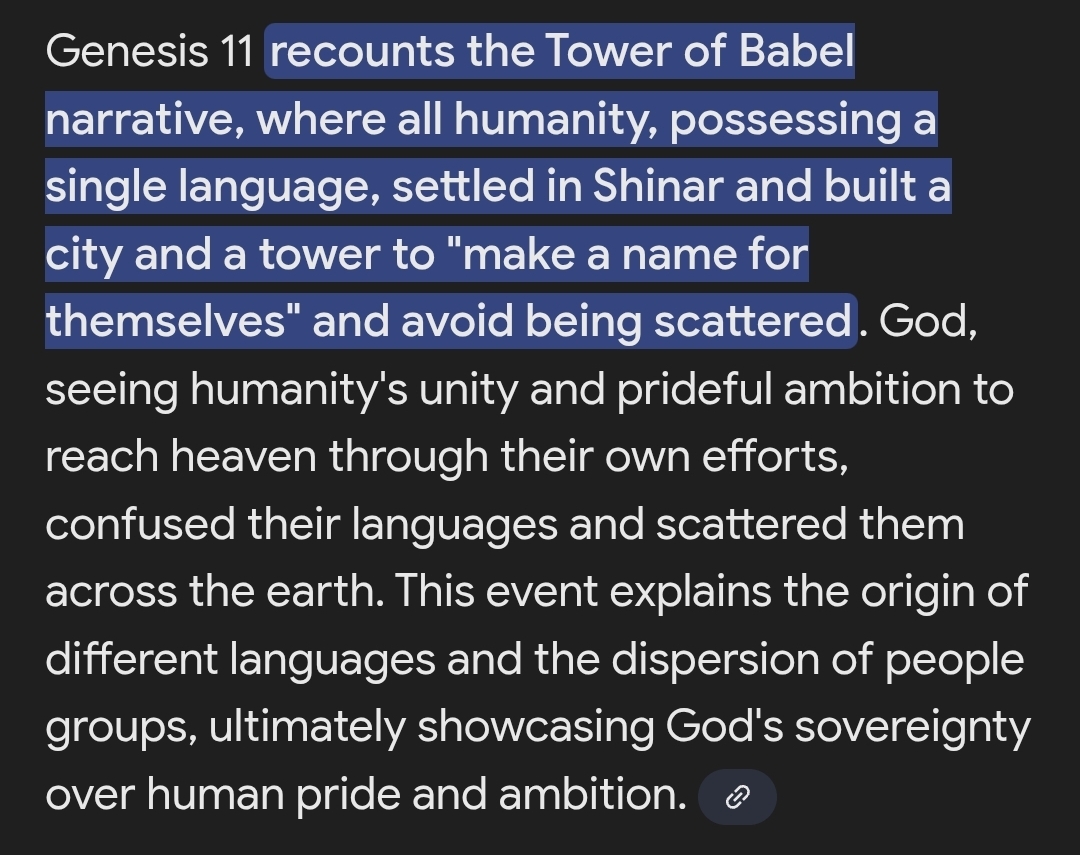 Genesis 11 recounts the Tower of Babel
narrative, where all humanity, possessing a
single language, settled in Shinar and built a
city and a tower to "make a name for
themselves" and avoid being scattered. God,
seeing humanity's unity and prideful ambition to
reach heaven through their own efforts,
confused their languages and scattered them
across the earth. This event explains the origin of
different languages and the dispersion of people
groups, ultimately showcasing God's sovereignty
over human pride and ambition.